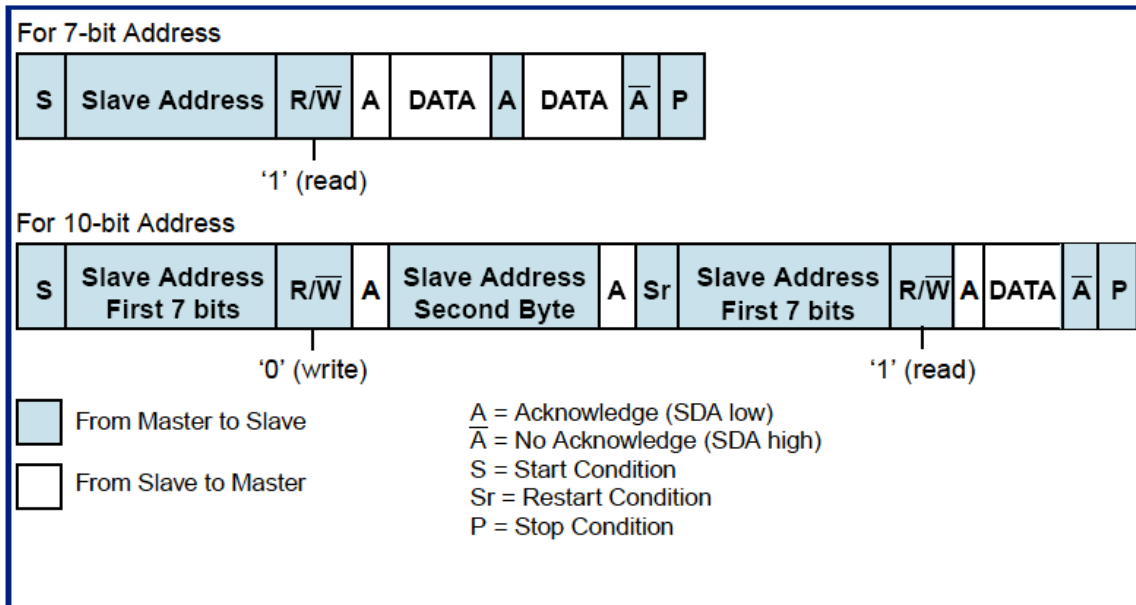 For 7-bit Address
S Slave Address R/W̅ A DATA A DATA A̅ P
‘1’ (read)
For 10-bit Address
S Slave Address First 7 bits R/W̅ A Slave Address Second Byte A Sr Slave Address First 7 bits R/W̅ A DATA A̅ P
‘0’ (write) ‘1’ (read)
From Master to Slave
From Slave to Master
A = Acknowledge (SDA low)
A̅ = No Acknowledge (SDA high)
S = Start Condition
Sr = Restart Condition
P = Stop Condition